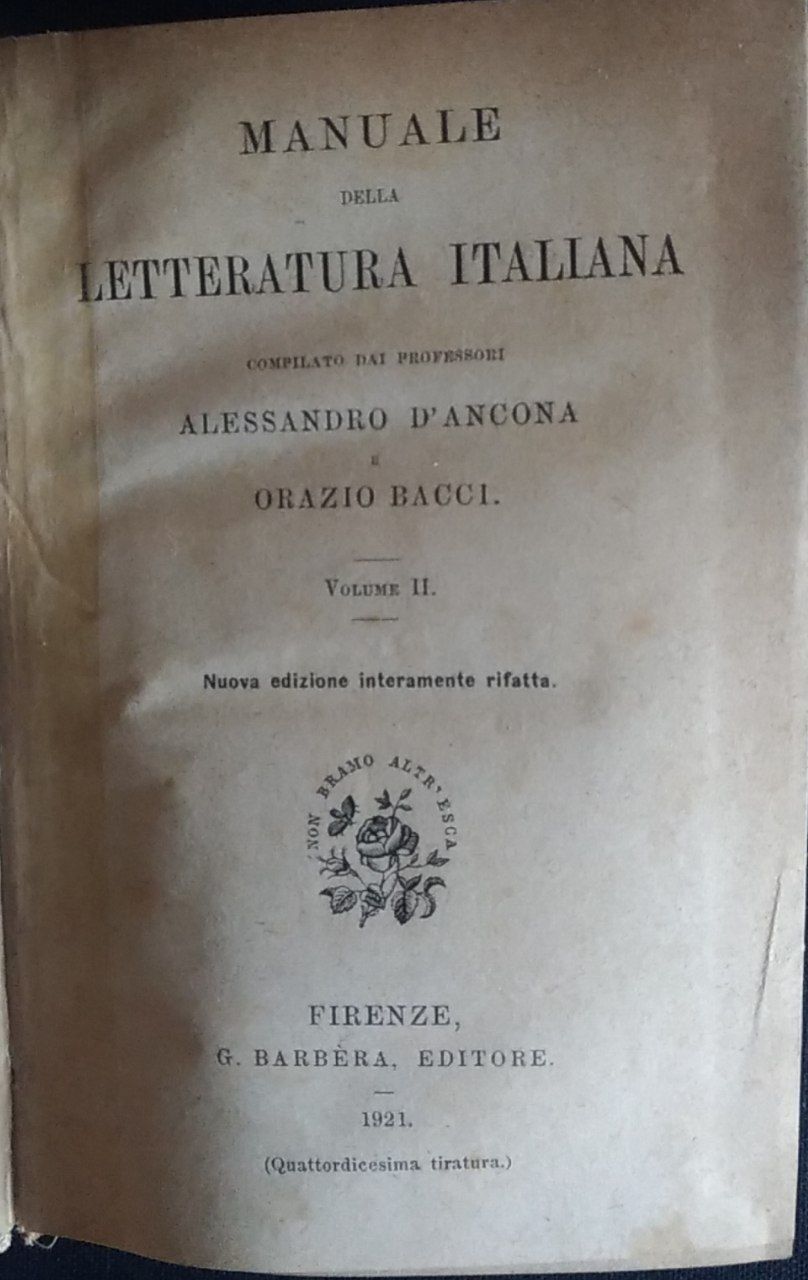 MANUALE
DELLA
LETTERATURA ITALIANA
COMPILATO DAI PROFESSORI
ALESSANDRO D'ANCONA
E
ORAZIO BACCI.
VOLUME II.
Nuova edizione interamente rifatta.
NON BRAMO ALTR' ESCA
FIRENZE,
G. BARBÈRA, EDITORE.
1921.
(Quattordicesima tiratura.)